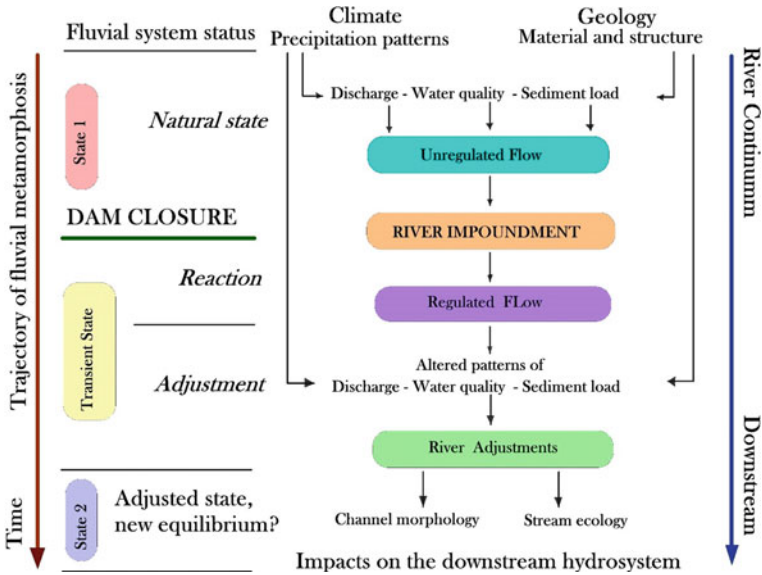 Climate
Geology
Fluvial system status
Precipitation patterns
Material and structure
Trajectory of fluvial metamorphosis
Time
River Continumm
Downstream
State 1
Natural state
Discharge - Water quality - Sediment load
Unregulated Flow
DAM CLOSURE
RIVER IMPOUNDMENT
Transient State
Reaction
Regulated FLow
Adjustment
Altered patterns of
Discharge - Water quality - Sediment load
River Adjustments
State 2
Adjusted state,
new equilibrium?
Channel morphology
Stream ecology
Impacts on the downstream hydrosystem